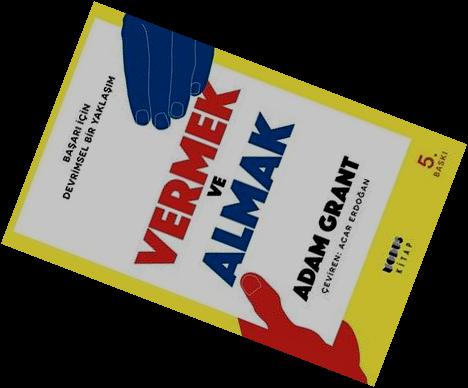 BAŞARI İÇİN
DEVRİMSEL BİR YAKLAŞIM
VERMEK
VE
ALMAK
ADAM GRANT
ÇEVİREN: ACAR ERDOĞAN
5.
BASKI
KİTAP